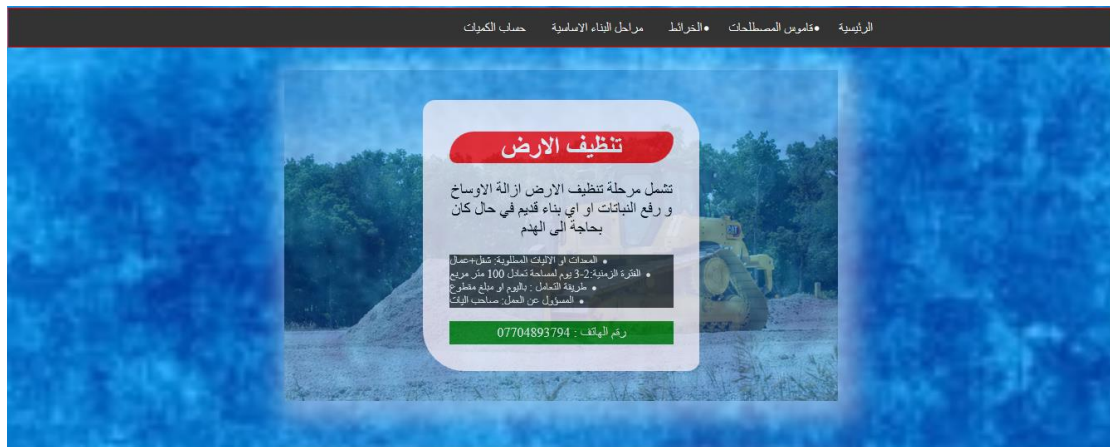 الرئيسية •قاموس المصطلحات •الخرائط مراحل البناء الاساسية حساب الكميات
تنظيف الارض
تشمل مرحلة تنظيف الارض ازالة الاوساخ
و رفع النباتات او اي بناء قديم في حال كان
بحاجة الى الهدم
• المعدات او الاليات المطلوبة: شفل+عمال
• الفترة الزمنية:2-3 يوم لمساحة تعادل 100 متر مربع
• طريقة التعامل : باليوم او مبلغ مقطوع
• المسؤول عن العمل: صاحب اليات
رقم الهاتف : 07704893794